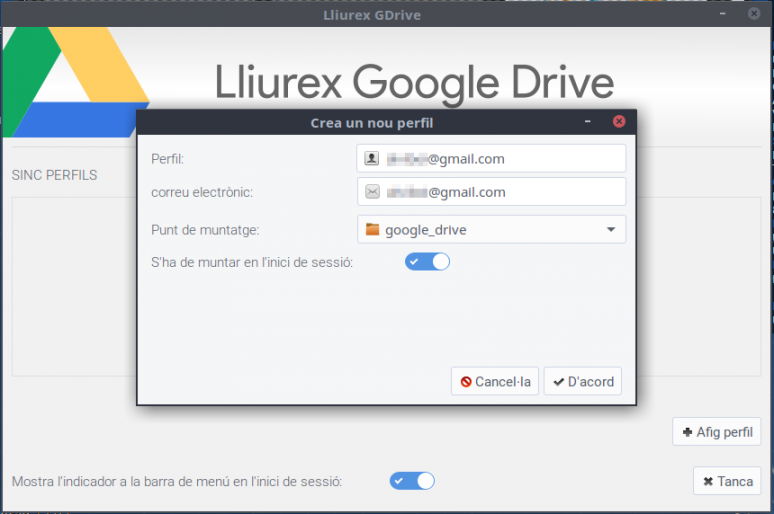 Lliurex GDrive
Lliurex Google Drive
Crea un nou perfil
SINC PERFILS
Perfil: @gmail.com
correu electrònic: @gmail.com
Punt de muntatge: google_drive
S'ha de muntar en l'inici de sessió:
Cancel·la D'acord
Afig perfil
Mostra l'indicador a la barra de menú en l'inici de sessió: Tanca